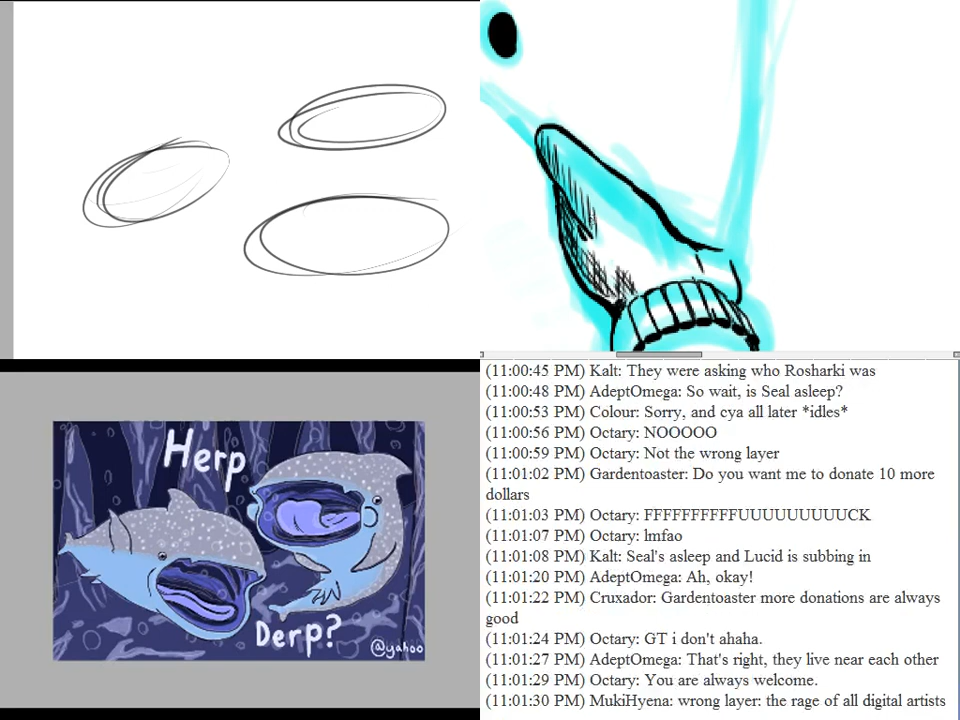 Herp
Derp?
@yahoo
(11:00:45 PM) Kalt: They were asking who Rosharki was
(11:00:48 PM) AdeptOmega: So wait, is Seal asleep?
(11:00:53 PM) Colour: Sorry, and cya all later *idles*
(11:00:56 PM) Octary: NOOOOO
(11:00:59 PM) Octary: Not the wrong layer
(11:01:02 PM) Gardentoaster: Do you want me to donate 10 more
dollars
(11:01:03 PM) Octary: FFFFFFFFFFUUUUUUUUUCK
(11:01:07 PM) Octary: lmfao
(11:01:08 PM) Kalt: Seal's asleep and Lucid is subbing in
(11:01:20 PM) AdeptOmega: Ah, okay!
(11:01:22 PM) Cruxador: Gardentoaster more donations are always
good
(11:01:24 PM) Octary: GT i don't ahaha.
(11:01:27 PM) AdeptOmega: That's right, they live near each other
(11:01:29 PM) Octary: You are always welcome.
(11:01:30 PM) MukiHyena: wrong layer: the rage of all digital artists